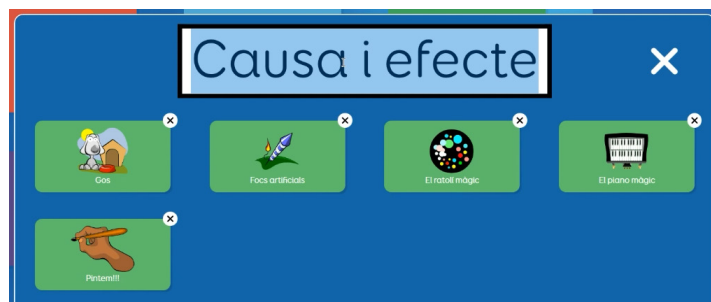 Causa i efecte
Gos
Focs artificials
El ratolí màgic
El piano màgic
Pintem!!!